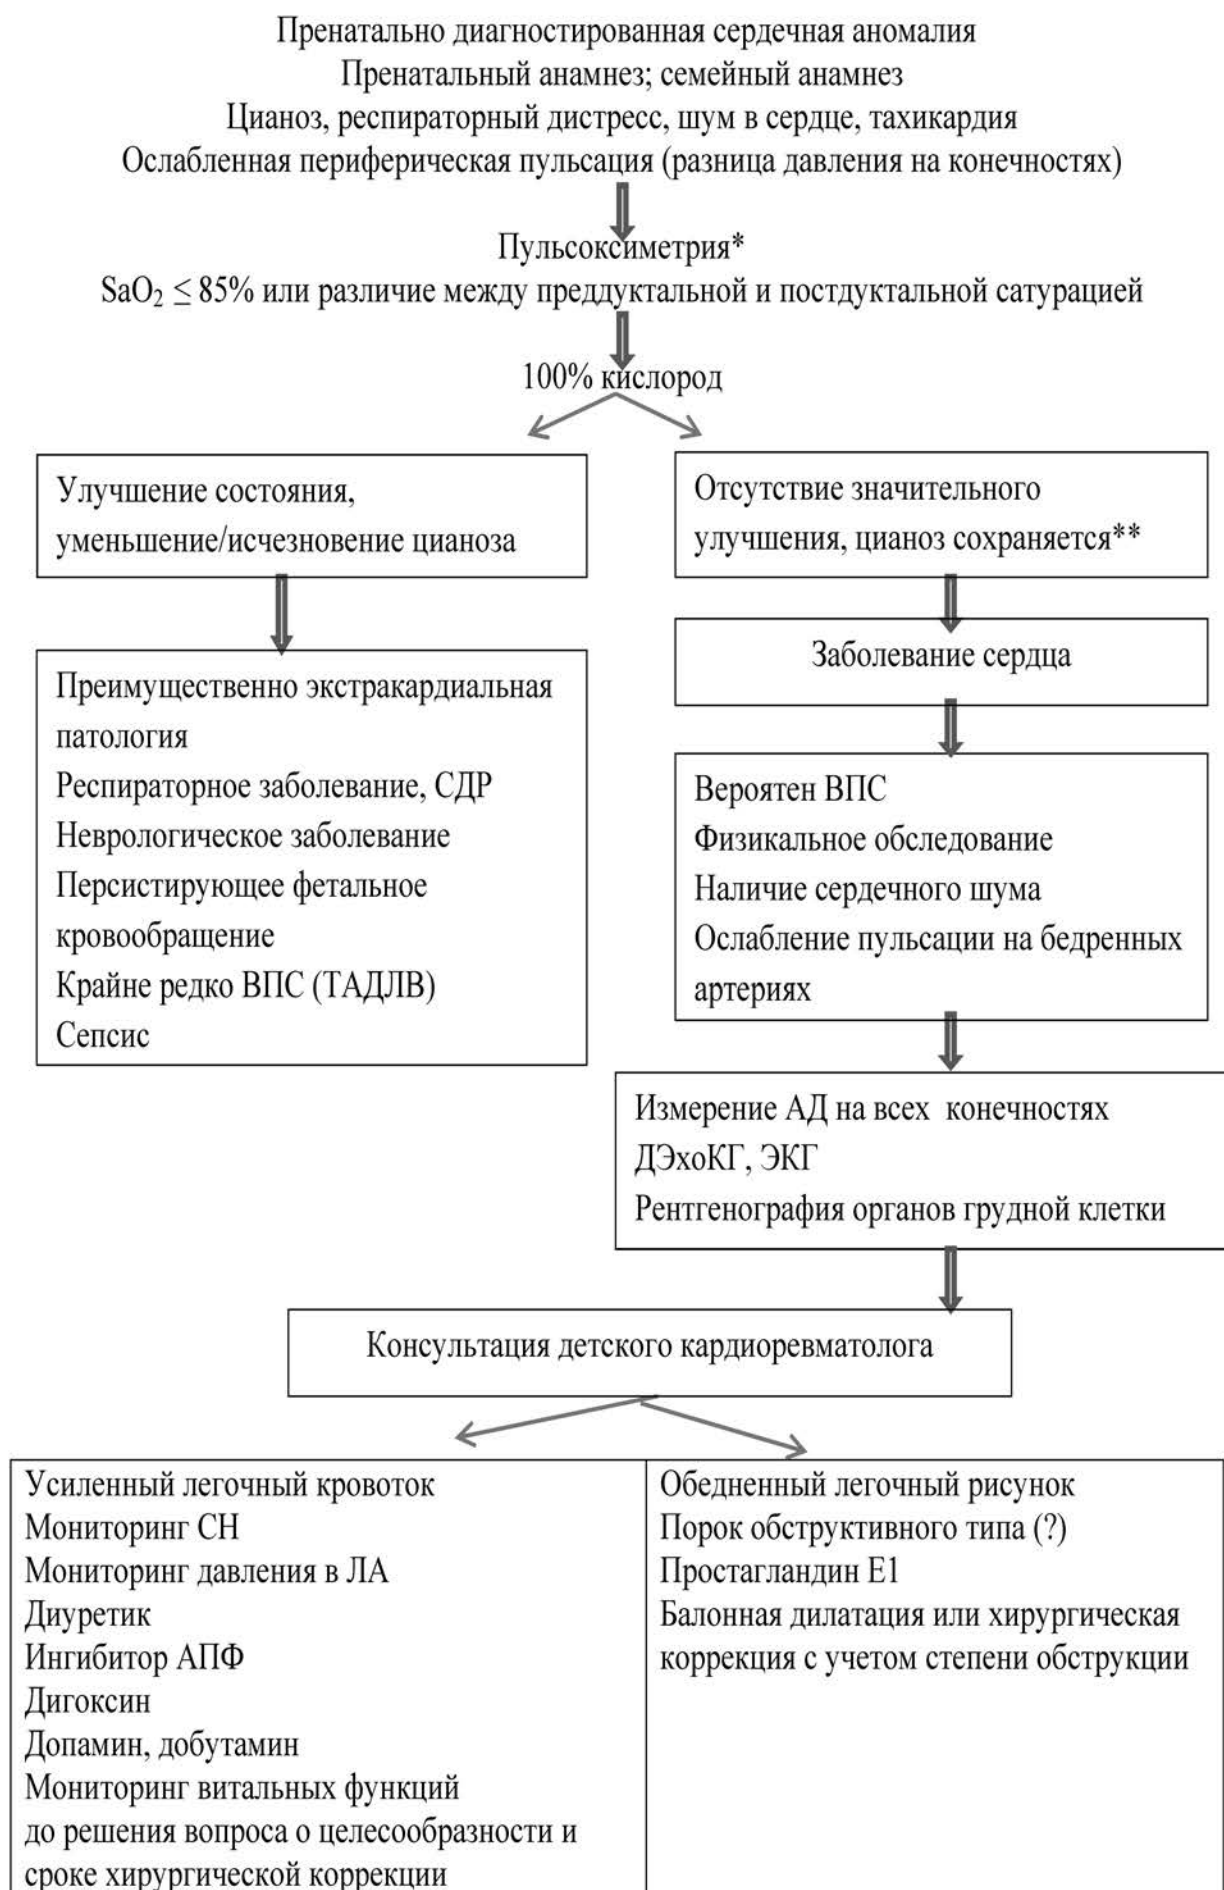 Пренатально диагностированная сердечная аномалия
Пренатальный анамнез; семейный анамнез
Цианоз, респираторный дистресс, шум в сердце, тахикардия
Ослабленная периферическая пульсация (разница давления на конечностях)
Пульсоксиметрия*
SaO₂ ≤ 85% или различие между преддуктальной и постдуктальной сатурацией
100% кислород
Улучшение состояния,
уменьшение/исчезновение цианоза
Преимущественно экстракардиальная
патология
Респираторное заболевание, СДР
Неврологическое заболевание
Персистирующее фетальное
кровообращение
Крайне редко ВПС (ТАДЛВ)
Сепсис
Отсутствие значительного
улучшения, цианоз сохраняется**
Заболевание сердца
Вероятен ВПС
Физикальное обследование
Наличие сердечного шума
Ослабление пульсации на бедренных
артериях
Измерение АД на всех конечностях
ДЭхоКГ, ЭКГ
Рентгенография органов грудной клетки
Консультация детского кардиоревматолога
Усиленный легочный кровоток
Мониторинг СН
Мониторинг давления в ЛА
Диуретик
Ингибитор АПФ
Дигоксин
Допамин, добутамин
Мониторинг витальных функций
до решения вопроса о целесообразности и
сроке хирургической коррекции
Обедненный легочный рисунок
Порок обструктивного типа (?)
Простагландин Е1
Балонная дилатация или хирургическая
коррекция с учетом степени обструкции